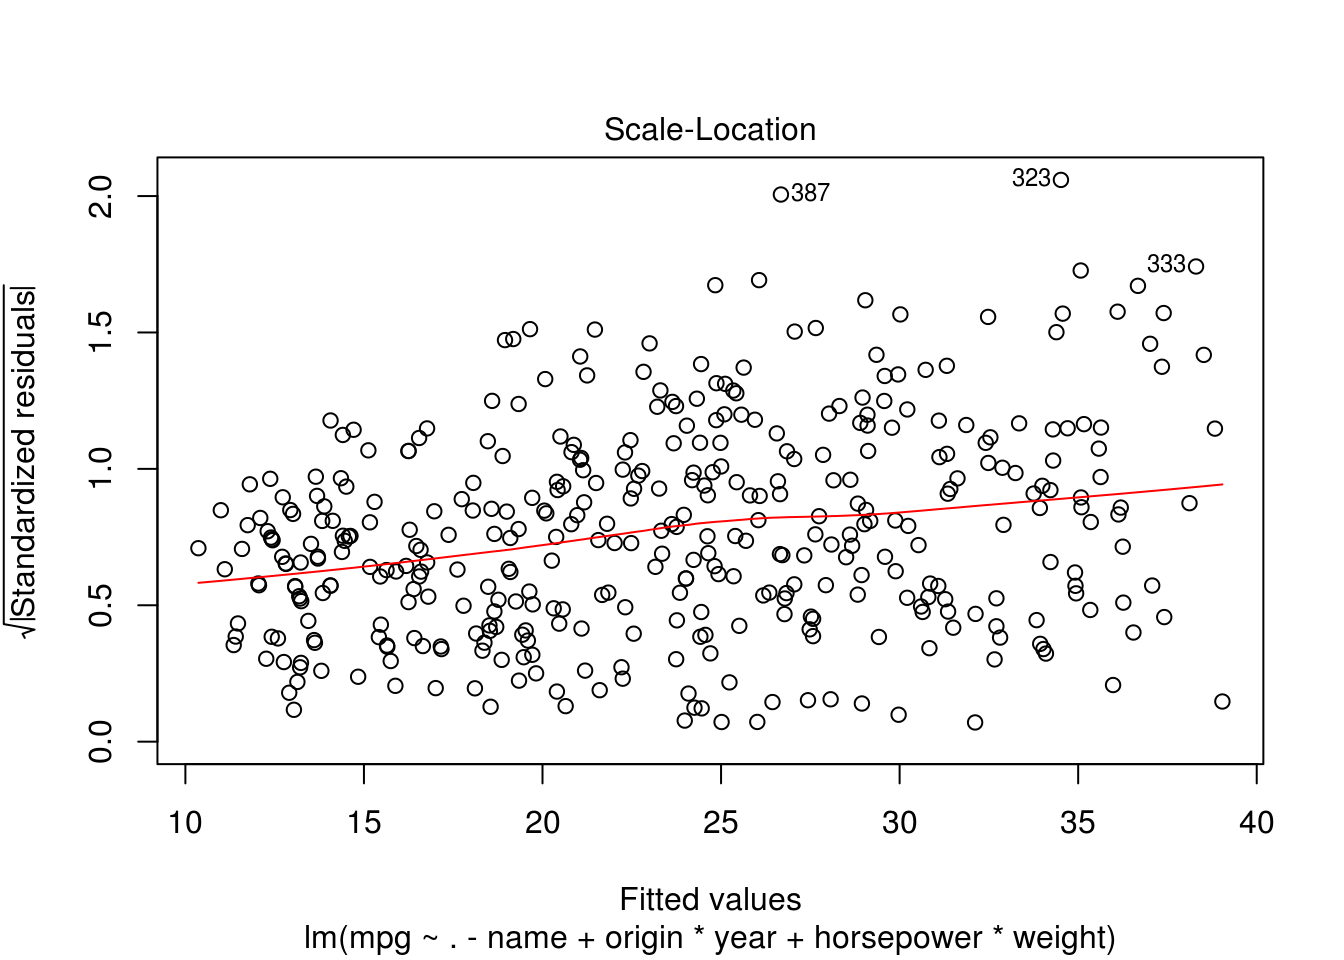 Scale-Location
√|Standardized residuals|
2.0
1.5
1.0
0.5
0.0
387
323
333
10 15 20 25 30 35 40
Fitted values
lm(mpg ~ . - name + origin * year + horsepower * weight)